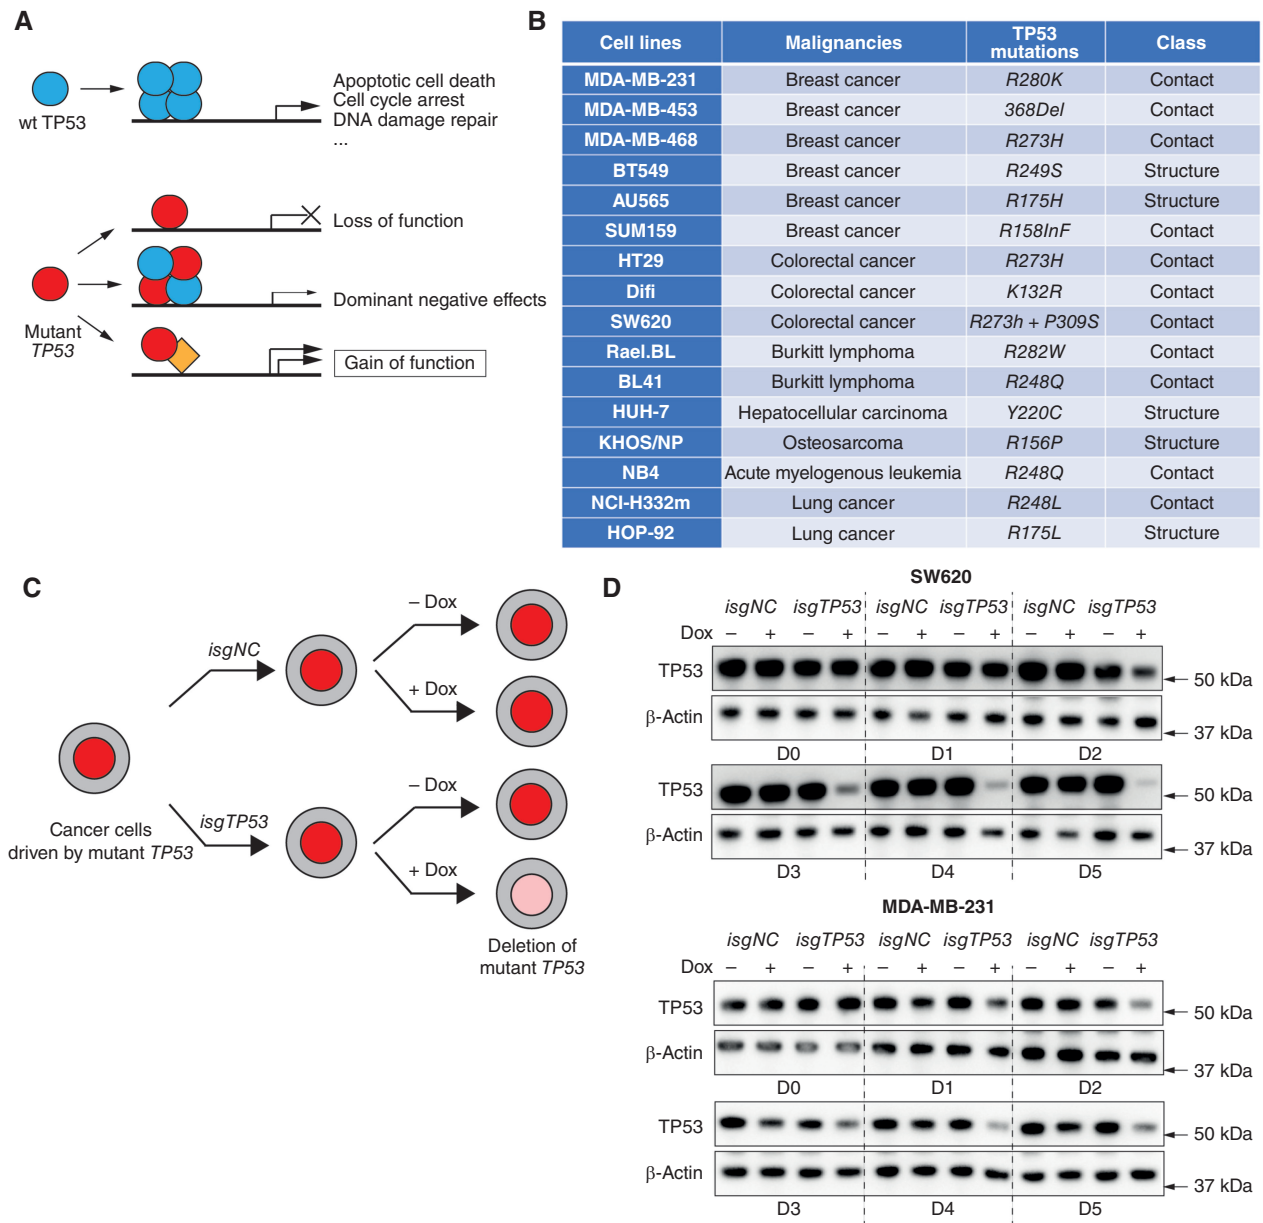 A
wt TP53
Apoptotic cell death
Cell cycle arrest
DNA damage repair
...
Loss of function
Dominant negative effects
Mutant
TP53
Gain of function
B
Cell lines Malignancies TP53 mutations Class
MDA-MB-231 Breast cancer R280K Contact
MDA-MB-453 Breast cancer 368Del Contact
MDA-MB-468 Breast cancer R273H Contact
BT549 Breast cancer R249S Structure
AU565 Breast cancer R175H Structure
SUM159 Breast cancer R158InF Contact
HT29 Colorectal cancer R273H Contact
Difi Colorectal cancer K132R Contact
SW620 Colorectal cancer R273h + P309S Contact
Rael.BL Burkitt lymphoma R282W Contact
BL41 Burkitt lymphoma R248Q Contact
HUH-7 Hepatocellular carcinoma Y220C Structure
KHOS/NP Osteosarcoma R156P Structure
NB4 Acute myelogenous leukemia R248Q Contact
NCI-H332m Lung cancer R248L Contact
HOP-92 Lung cancer R175L Structure
C
isgNC
– Dox
+ Dox
Cancer cells
driven by mutant TP53
isgTP53
– Dox
+ Dox
Deletion of
mutant TP53
D
SW620
isgNC isgTP53 isgNC isgTP53 isgNC isgTP53
Dox – + – + – + – + – + – +
TP53 50 kDa
β-Actin 37 kDa
D0 D1 D2
TP53 50 kDa
β-Actin 37 kDa
D3 D4 D5
MDA-MB-231
isgNC isgTP53 isgNC isgTP53 isgNC isgTP53
Dox – + – + – + – + – + – +
TP53 50 kDa
β-Actin 37 kDa
D0 D1 D2
TP53 50 kDa
β-Actin 37 kDa
D3 D4 D5